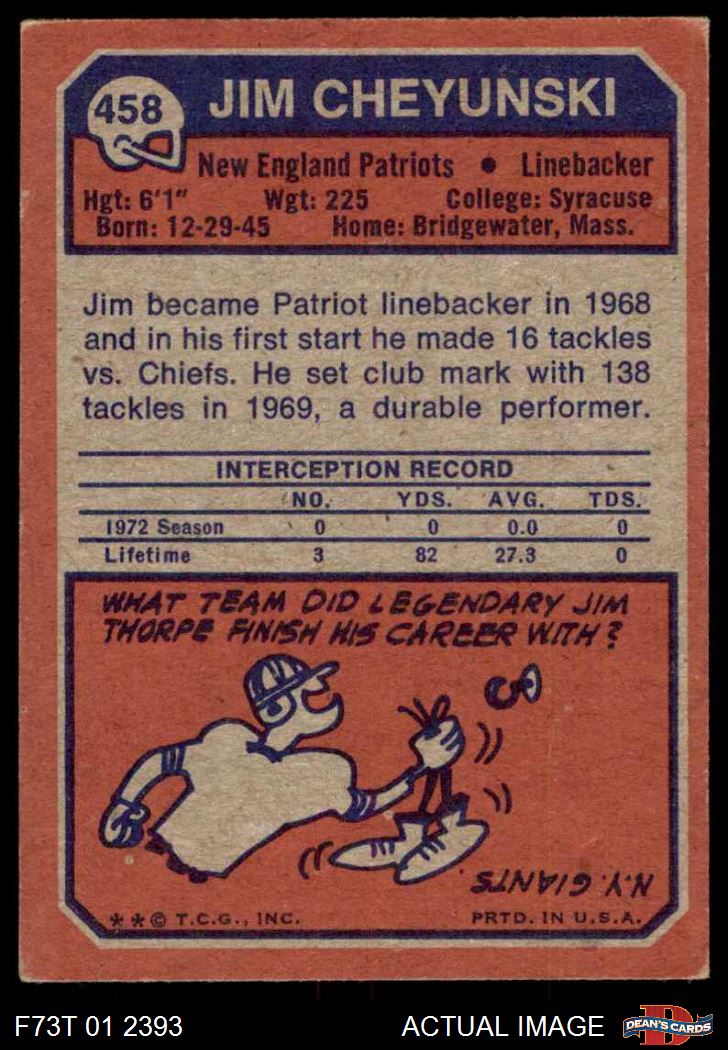 458
JIM CHEYUNSKI
New England Patriots • Linebacker
Hgt: 6'1" Wgt: 225 College: Syracuse
Born: 12-29-45 Home: Bridgewater, Mass.
Jim became Patriot linebacker in 1968
and in his first start he made 16 tackles
vs. Chiefs. He set club mark with 138
tackles in 1969, a durable performer.
INTERCEPTION RECORD
NO. YDS. AVG. TDS.
1972 Season 0 0 0.0 0
Lifetime 3 82 27.3 0
WHAT TEAM DID LEGENDARY JIM
THORPE FINISH HIS CAREER WITH?
N.Y. GIANTS
* * © T.C.G., INC. PRTD. IN U.S.A.
F73T 01 2393 ACTUAL IMAGE
D
DEAN'S CARDS